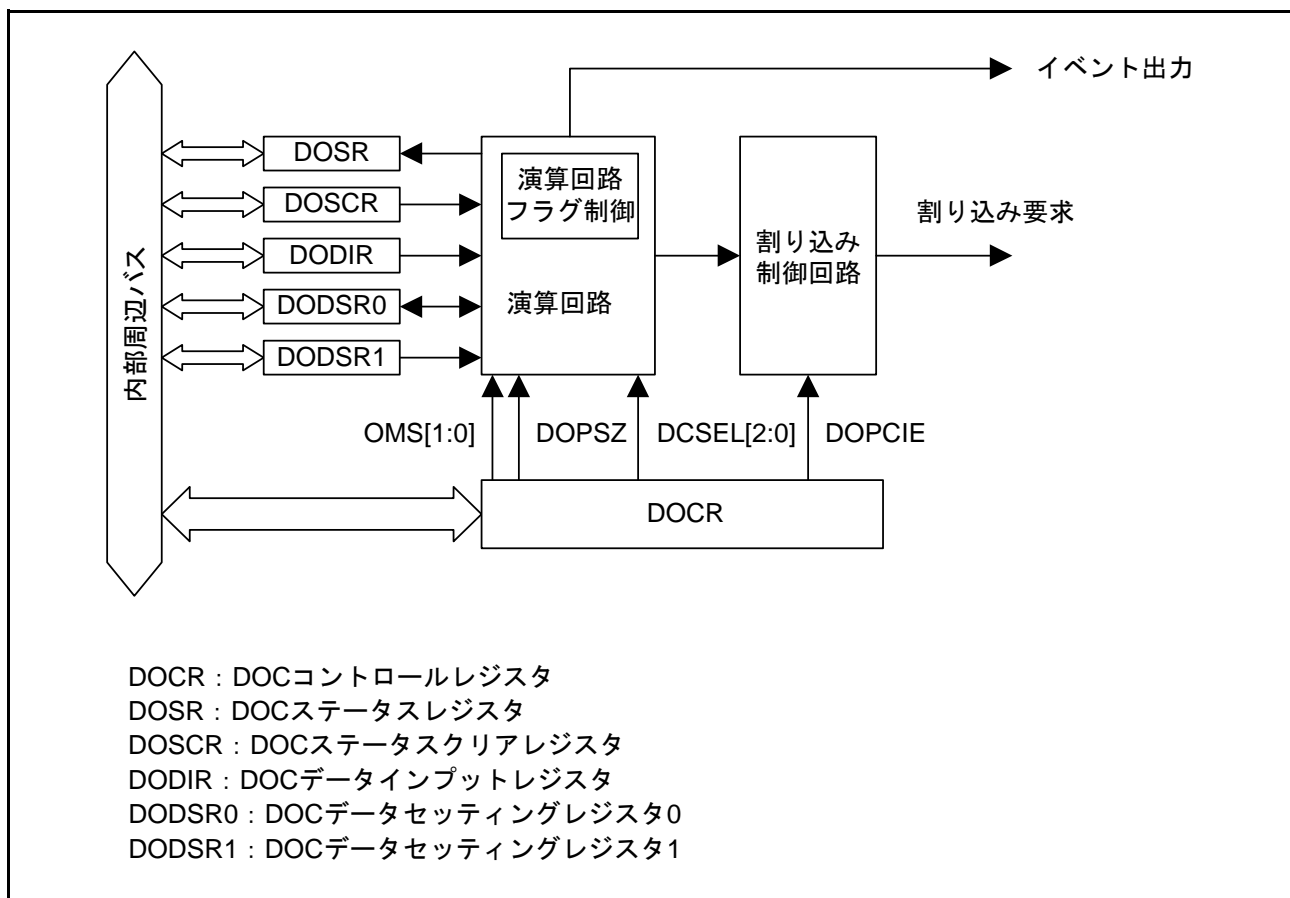 イベント出力
DOSR
DOSCR
DODIR
DODSR0
DODSR1
内部周辺バス
演算回路
フラグ制御
演算回路
割り込み
制御回路
割り込み要求
OMS[1:0]
DOPSZ
DCSEL[2:0]
DOPCIE
DOCR
DOCR：DOCコントロールレジスタ
DOSR：DOCステータスレジスタ
DOSCR：DOCステータスクリアレジスタ
DODIR：DOCデータインプットレジスタ
DODSR0：DOCデータセッティングレジスタ0
DODSR1：DOCデータセッティングレジスタ1